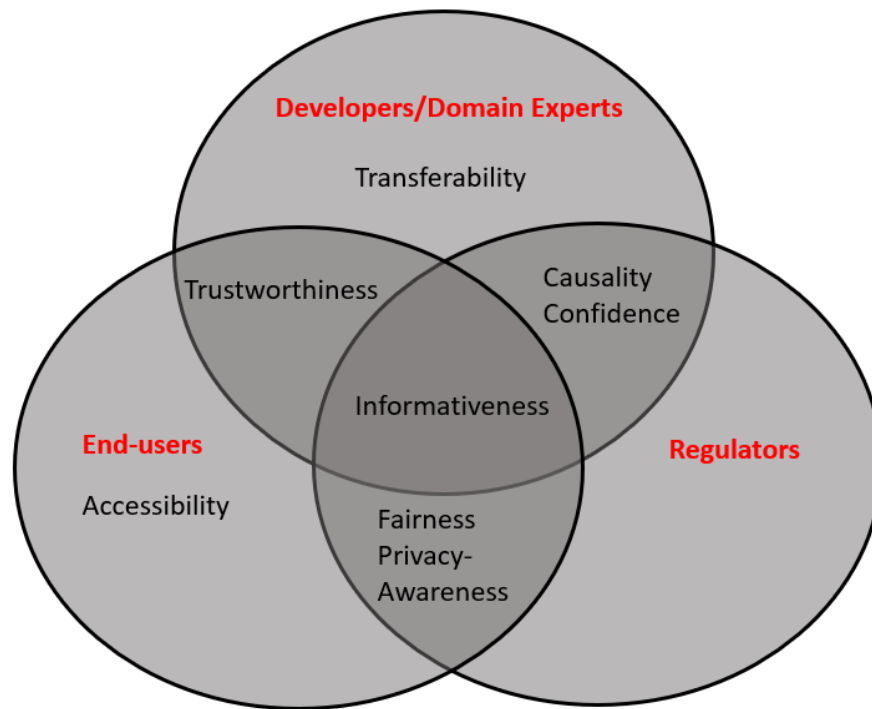 Developers/Domain Experts
Transferability
Trustworthiness
Causality
Confidence
Informativeness
End-users
Regulators
Accessibility
Fairness
Privacy-
Awareness